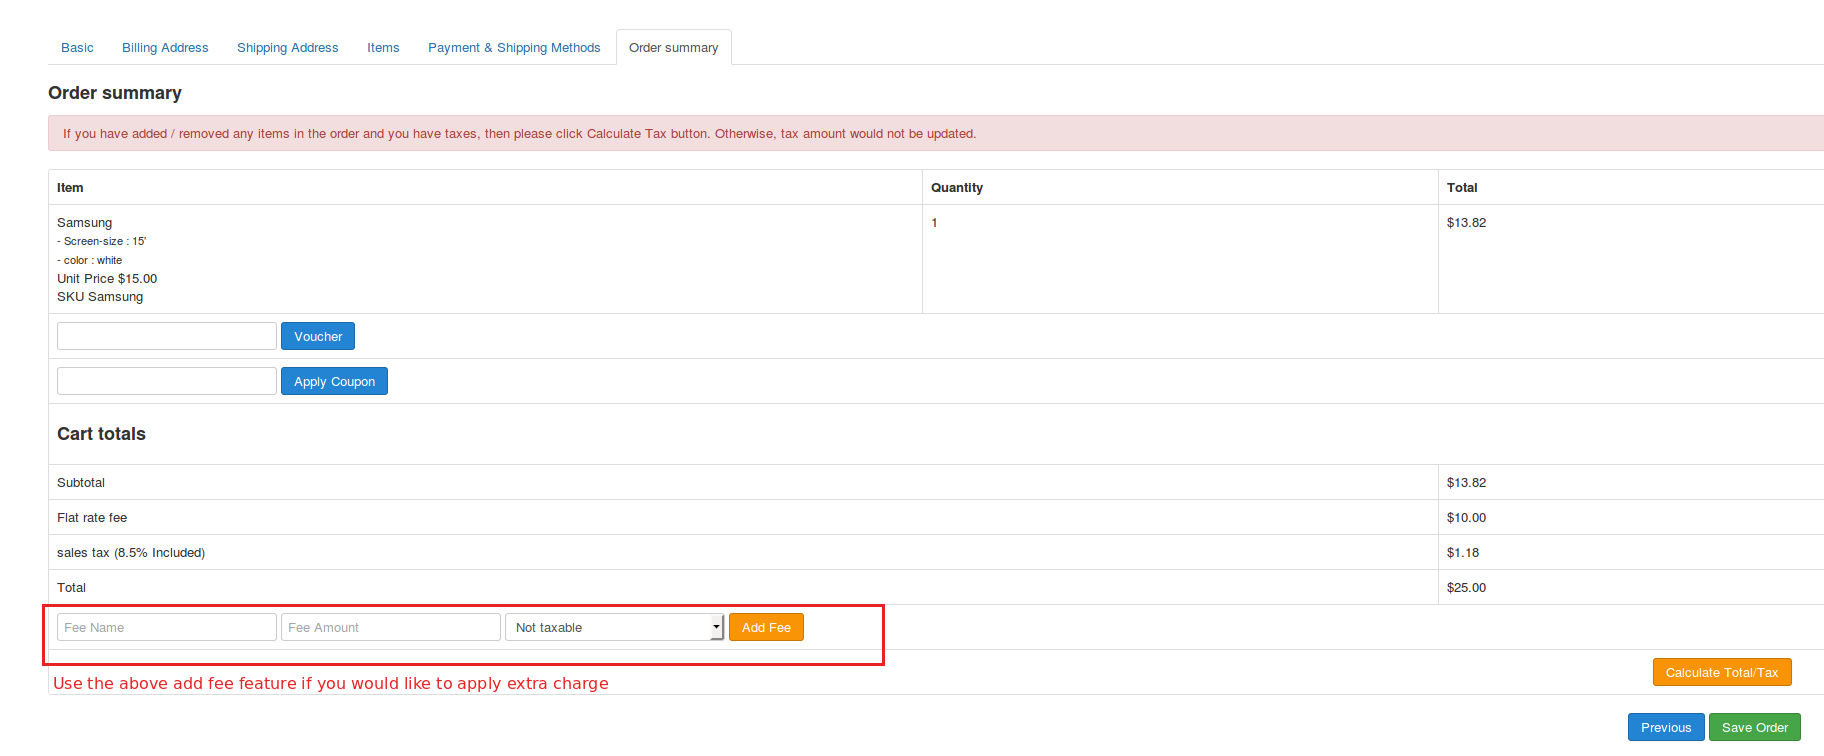 Basic Billing Address Shipping Address Items Payment & Shipping Methods Order summary
Order summary
If you have added / removed any items in the order and you have taxes, then please click Calculate Tax button. Otherwise, tax amount would not be updated.
Item Quantity Total
Samsung 1 $13.82
- Screen-size : 15'
- color : white
Unit Price $15.00
SKU Samsung
Voucher
Apply Coupon
Cart totals
Subtotal $13.82
Flat rate fee $10.00
sales tax (8.5% Included) $1.18
Total $25.00
Fee Name Fee Amount Not taxable Add Fee
Calculate Total/Tax
Use the above add fee feature if you would like to apply extra charge
Previous Save Order